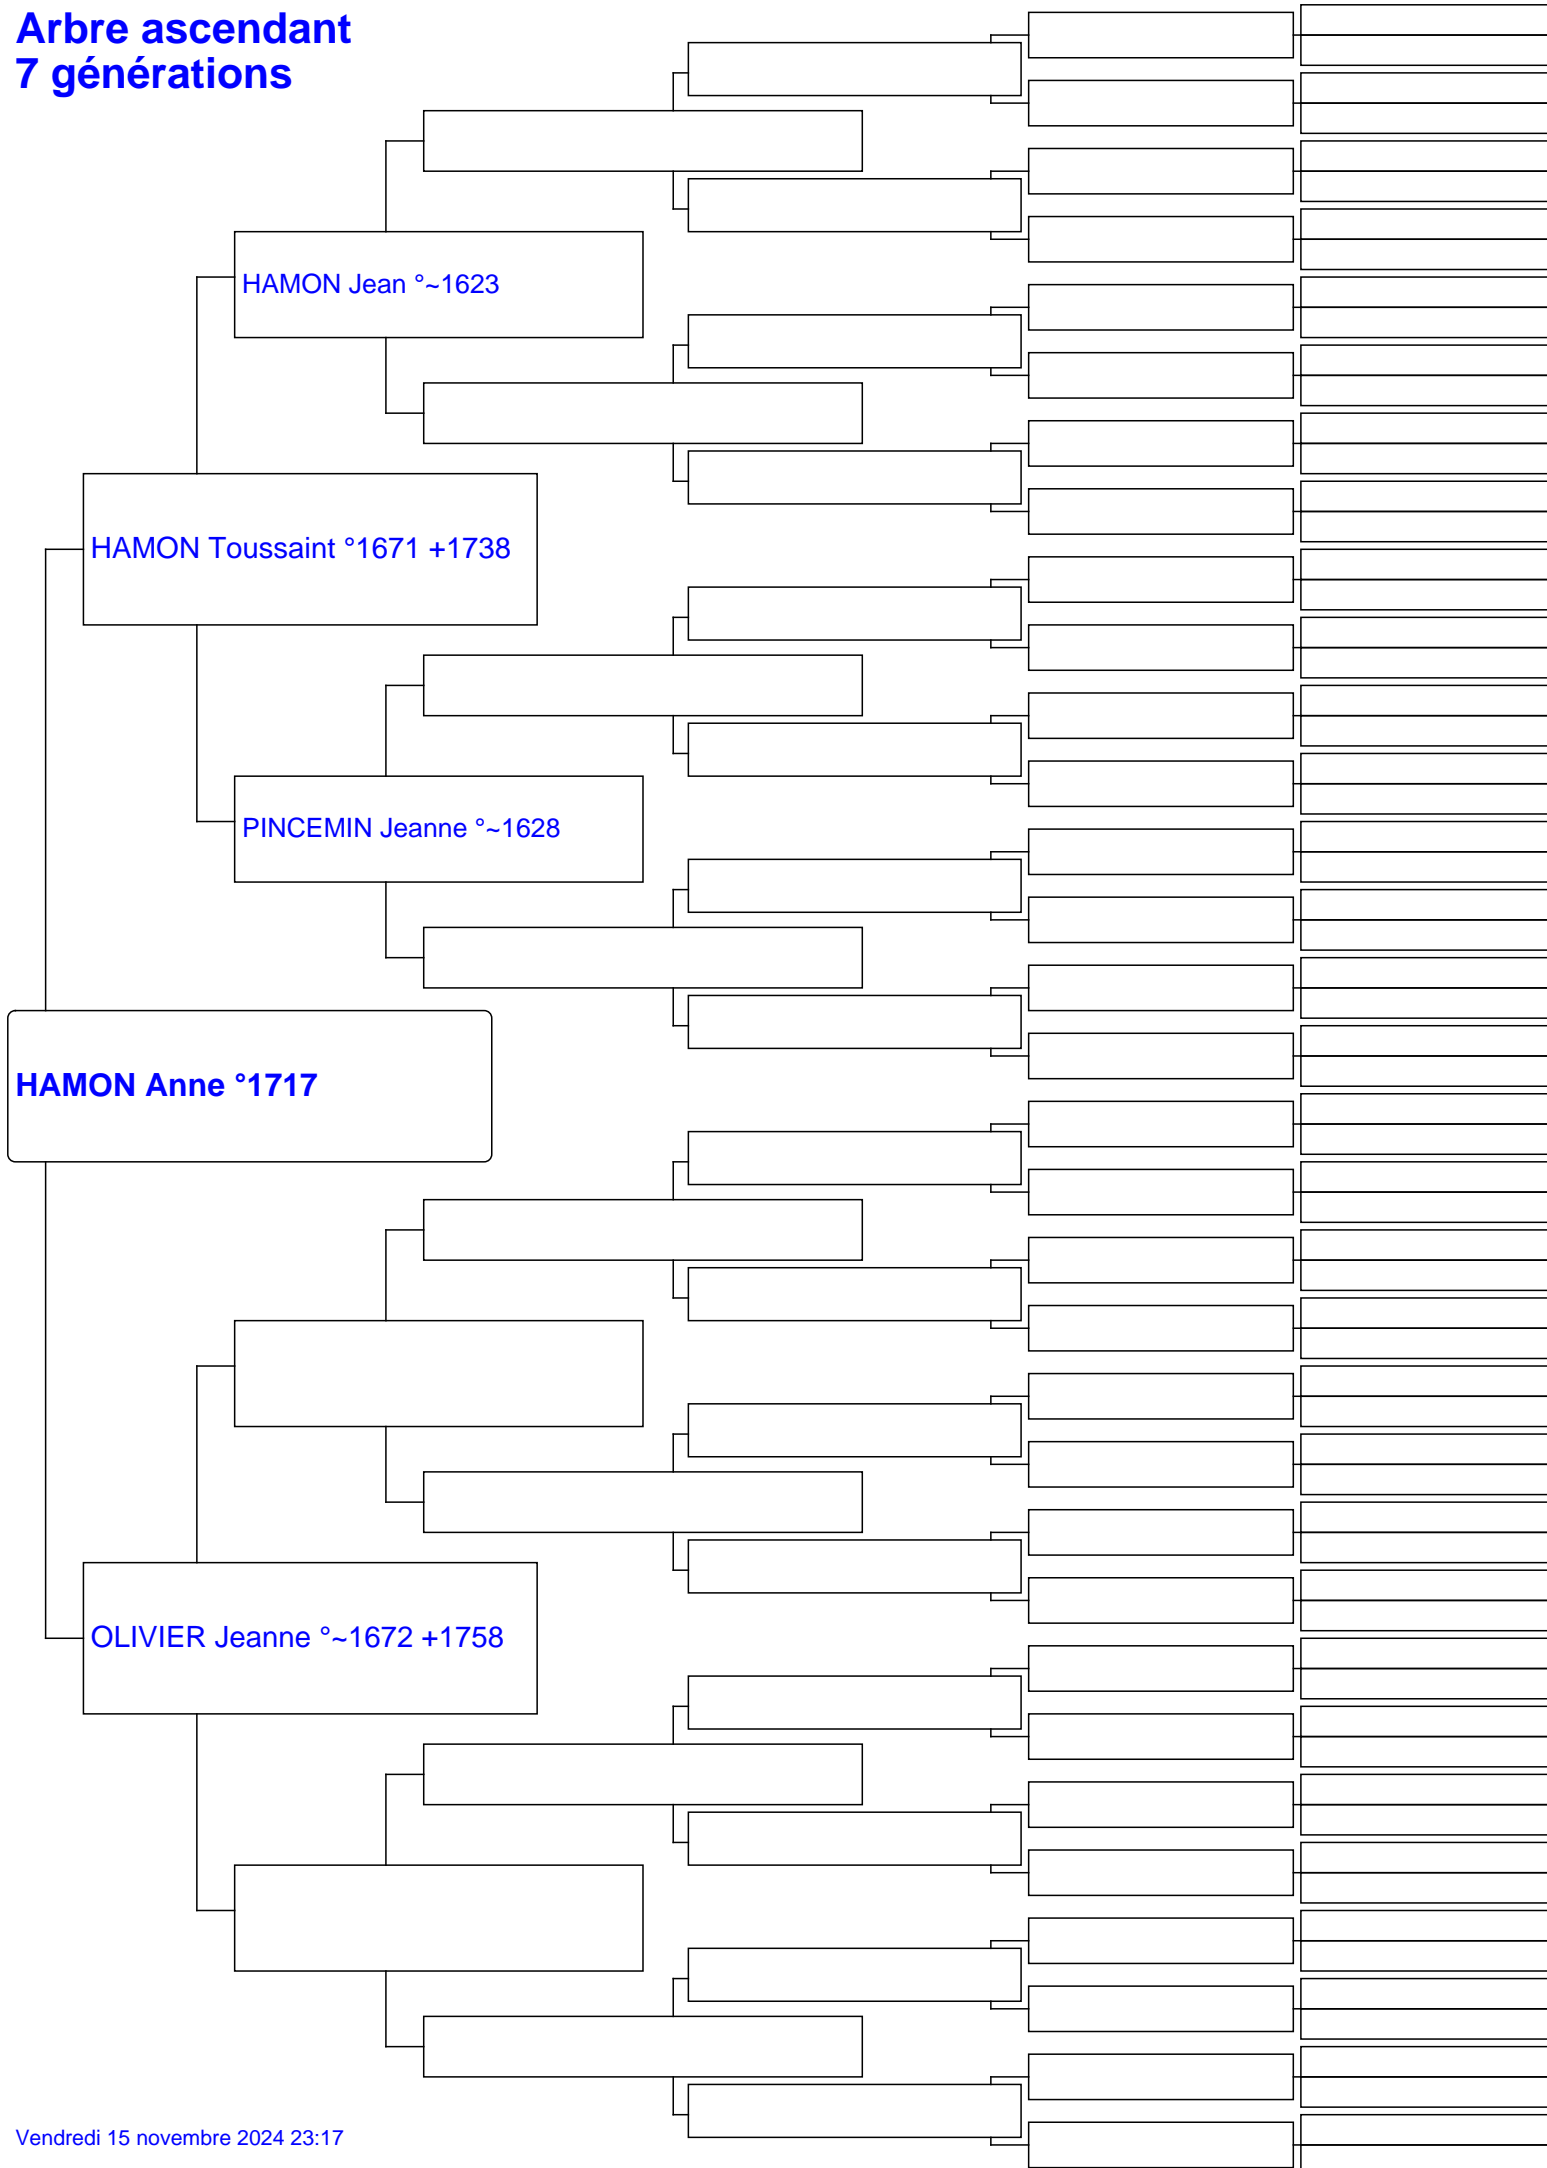 Arbre ascendant
7 générations
HAMON Jean °~1623
HAMON Toussaint °1671 +1738
PINCEMIN Jeanne °~1628
HAMON Anne °1717
OLIVIER Jeanne °~1672 +1758
Vendredi 15 novembre 2024 23:17